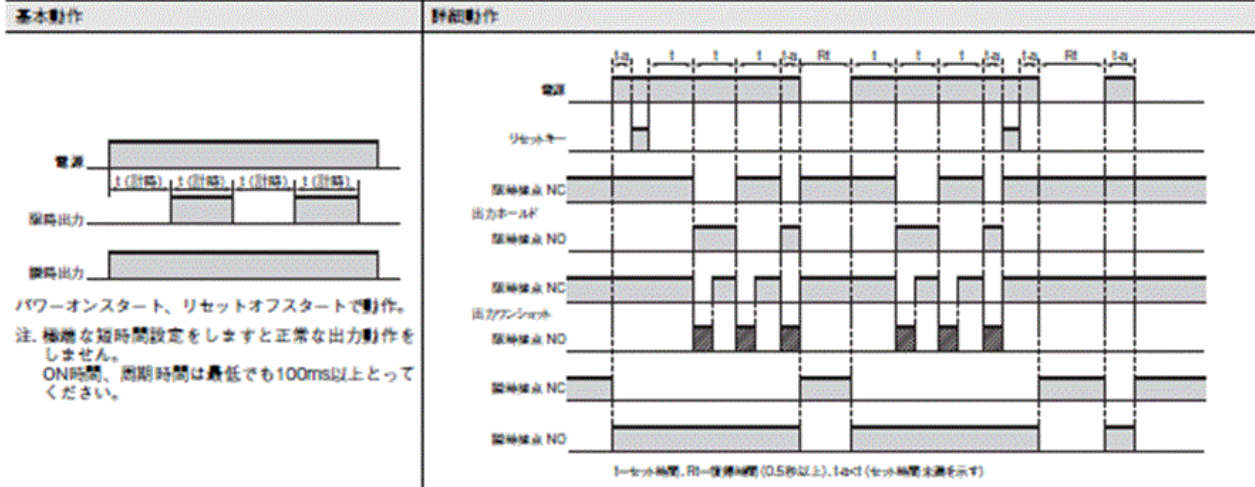 基本動作
電源
t (計時) t (計時) t (計時) t (計時)
限時出力
瞬時出力
パワーオンスタート、リセットオフスタートで動作。
注. 極端な短時間設定をしますと正常な出力動作を
しません。
ON時間、周期時間は最低でも100ms以上とって
ください。
詳細動作
t-a t t t t-a Rt t t t t-a t-a Rt t-a
電源
リセットキー
限時接点 NC
出力ホールド
限時接点 NO
限時接点 NC
出力ワンショット
限時接点 NO
瞬時接点 NC
瞬時接点 NO
t=セット時間、Rt=復帰時間 (0.5秒以上)、t-a<t (セット時間未満を示す)